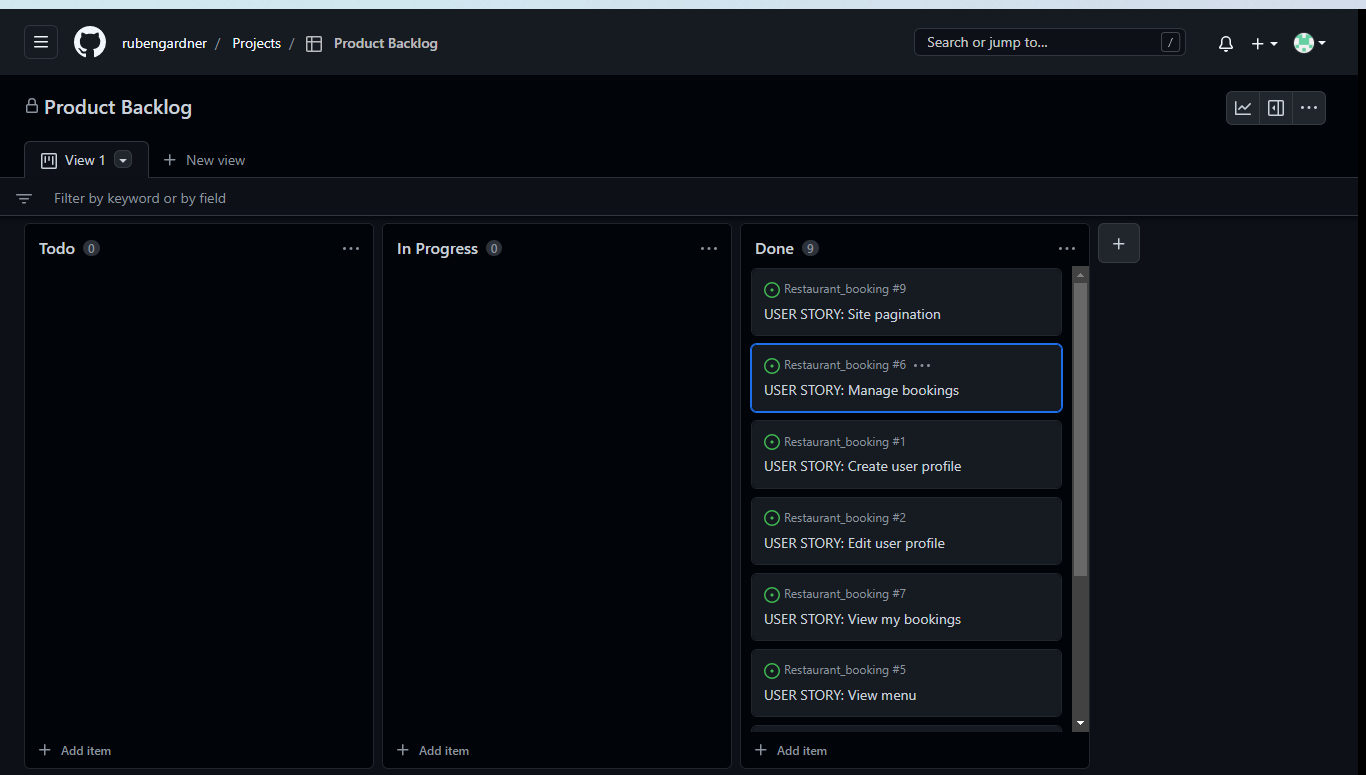 rubengardner / Projects / Product Backlog
Search or jump to... /
Product Backlog
View 1
New view
Filter by keyword or by field
Todo 0
Add item
In Progress 0
Add item
Done 9
Restaurant_booking #9
USER STORY: Site pagination
Restaurant_booking #6
USER STORY: Manage bookings
Restaurant_booking #1
USER STORY: Create user profile
Restaurant_booking #2
USER STORY: Edit user profile
Restaurant_booking #7
USER STORY: View my bookings
Restaurant_booking #5
USER STORY: View menu
Add item